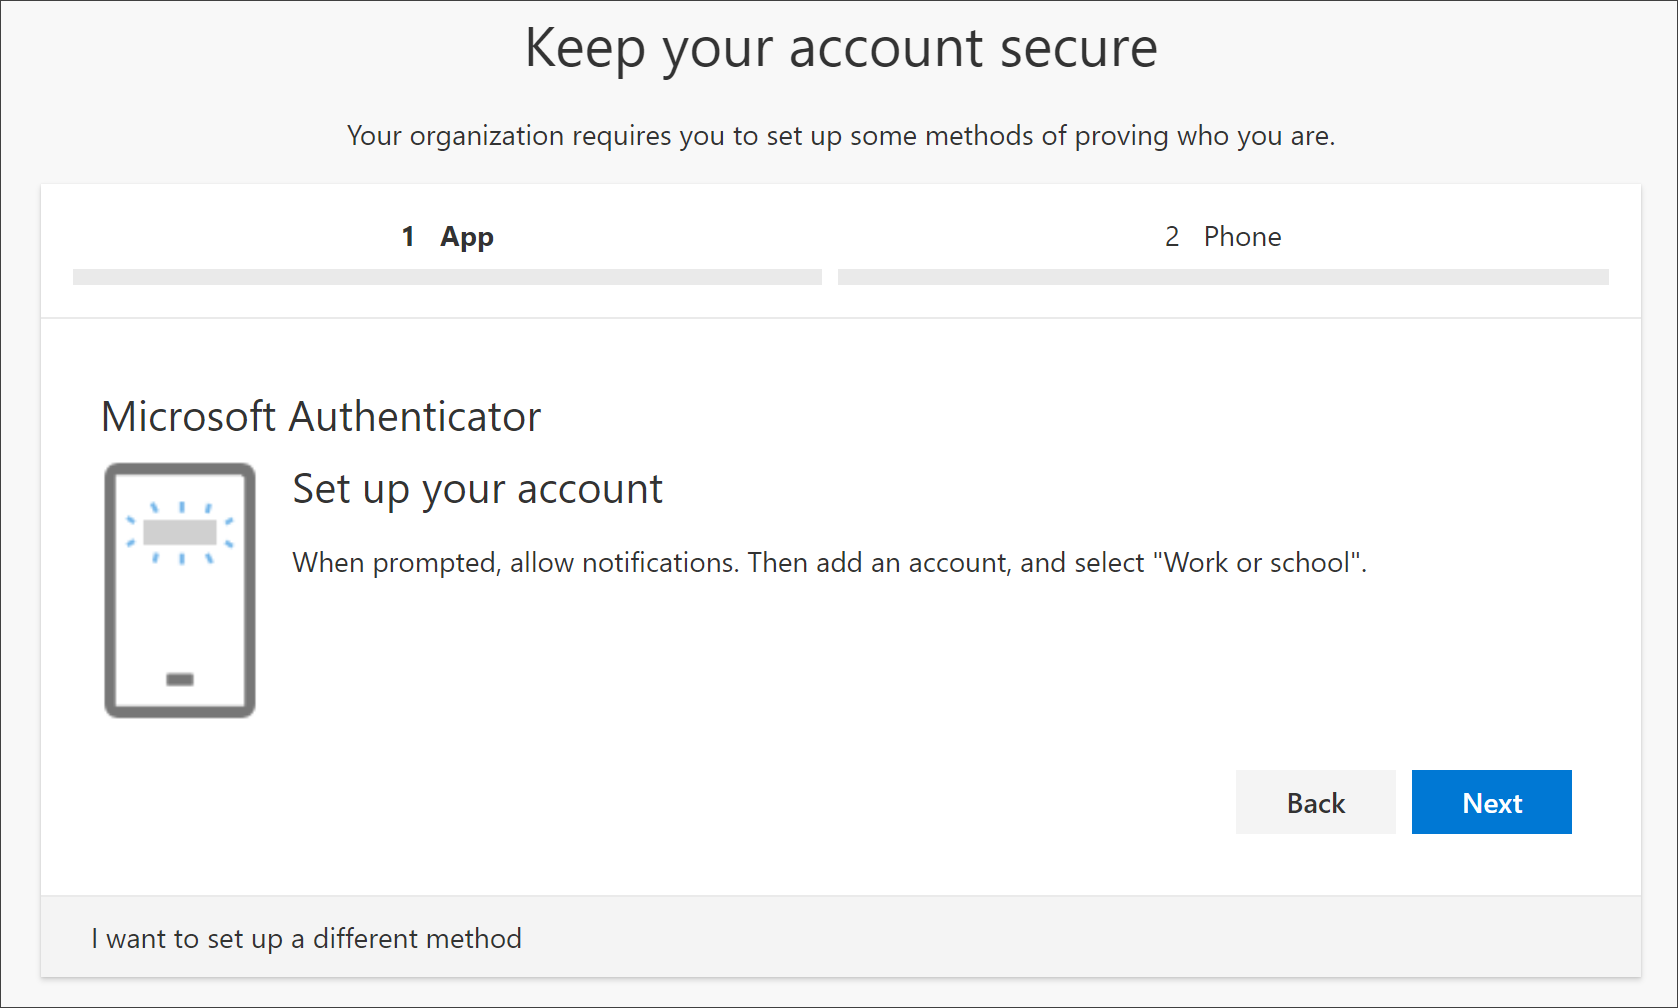 Keep your account secure
Your organization requires you to set up some methods of proving who you are.
1 App
2 Phone
Microsoft Authenticator
Set up your account
When prompted, allow notifications. Then add an account, and select "Work or school".
Back
Next
I want to set up a different method